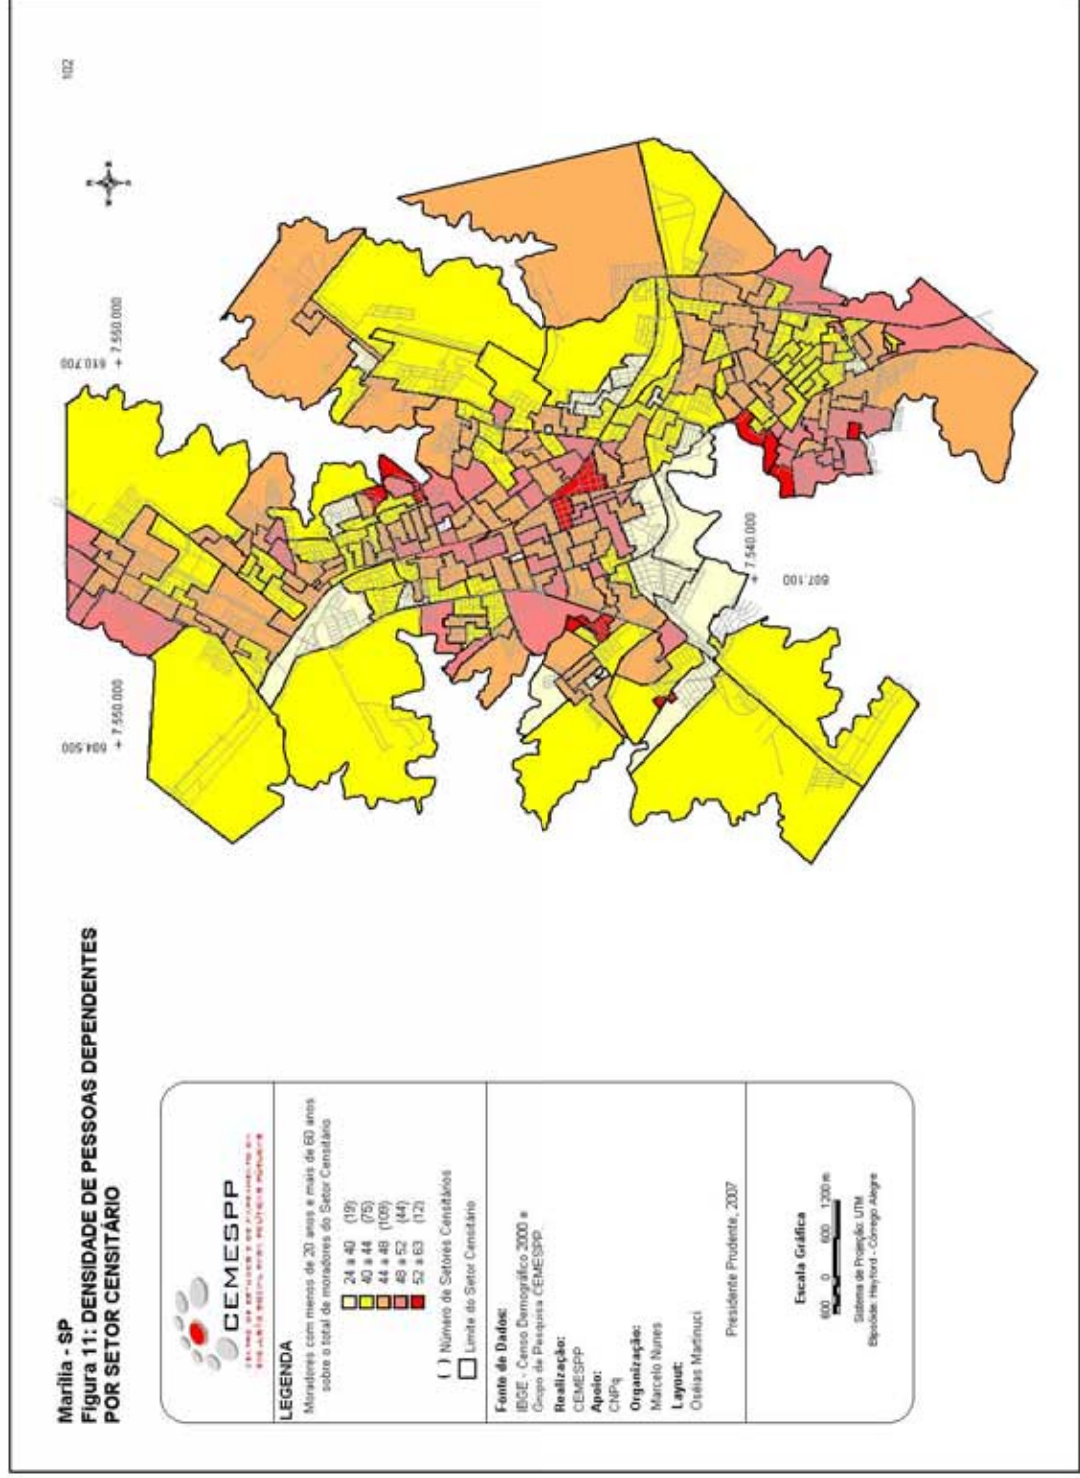 102
Marília - SP
Figura 11: DENSIDADE DE PESSOAS DEPENDENTES
POR SETOR CENSITÁRIO
604.500
+ 7.550.000
610.700
+ 7.550.000
+ 7.540.000
607.100
CEMESPP
LEGENDA
Moradores com menos de 20 anos e mais de 60 anos
sobre o total de moradores do Setor Censitário
24 a 40 (19)
40 a 44 (75)
44 a 48 (109)
48 a 52 (44)
52 a 63 (12)
( ) Número de Setores Censitários
Limite do Setor Censitário
Fonte de Dados:
IBGE - Censo Demográfico 2000 e
Grupo de Pesquisa CEMESPP.
Realização:
CEMESPP
Apoio:
CNPq
Organização:
Marcelo Nunes
Layout:
Oséias Martinuci
Presidente Prudente, 2007
Escala Gráfica
600 0 600 1200 m
Sistema de Projeção: UTM
Elipsóide: Hayford - Córrego Alegre